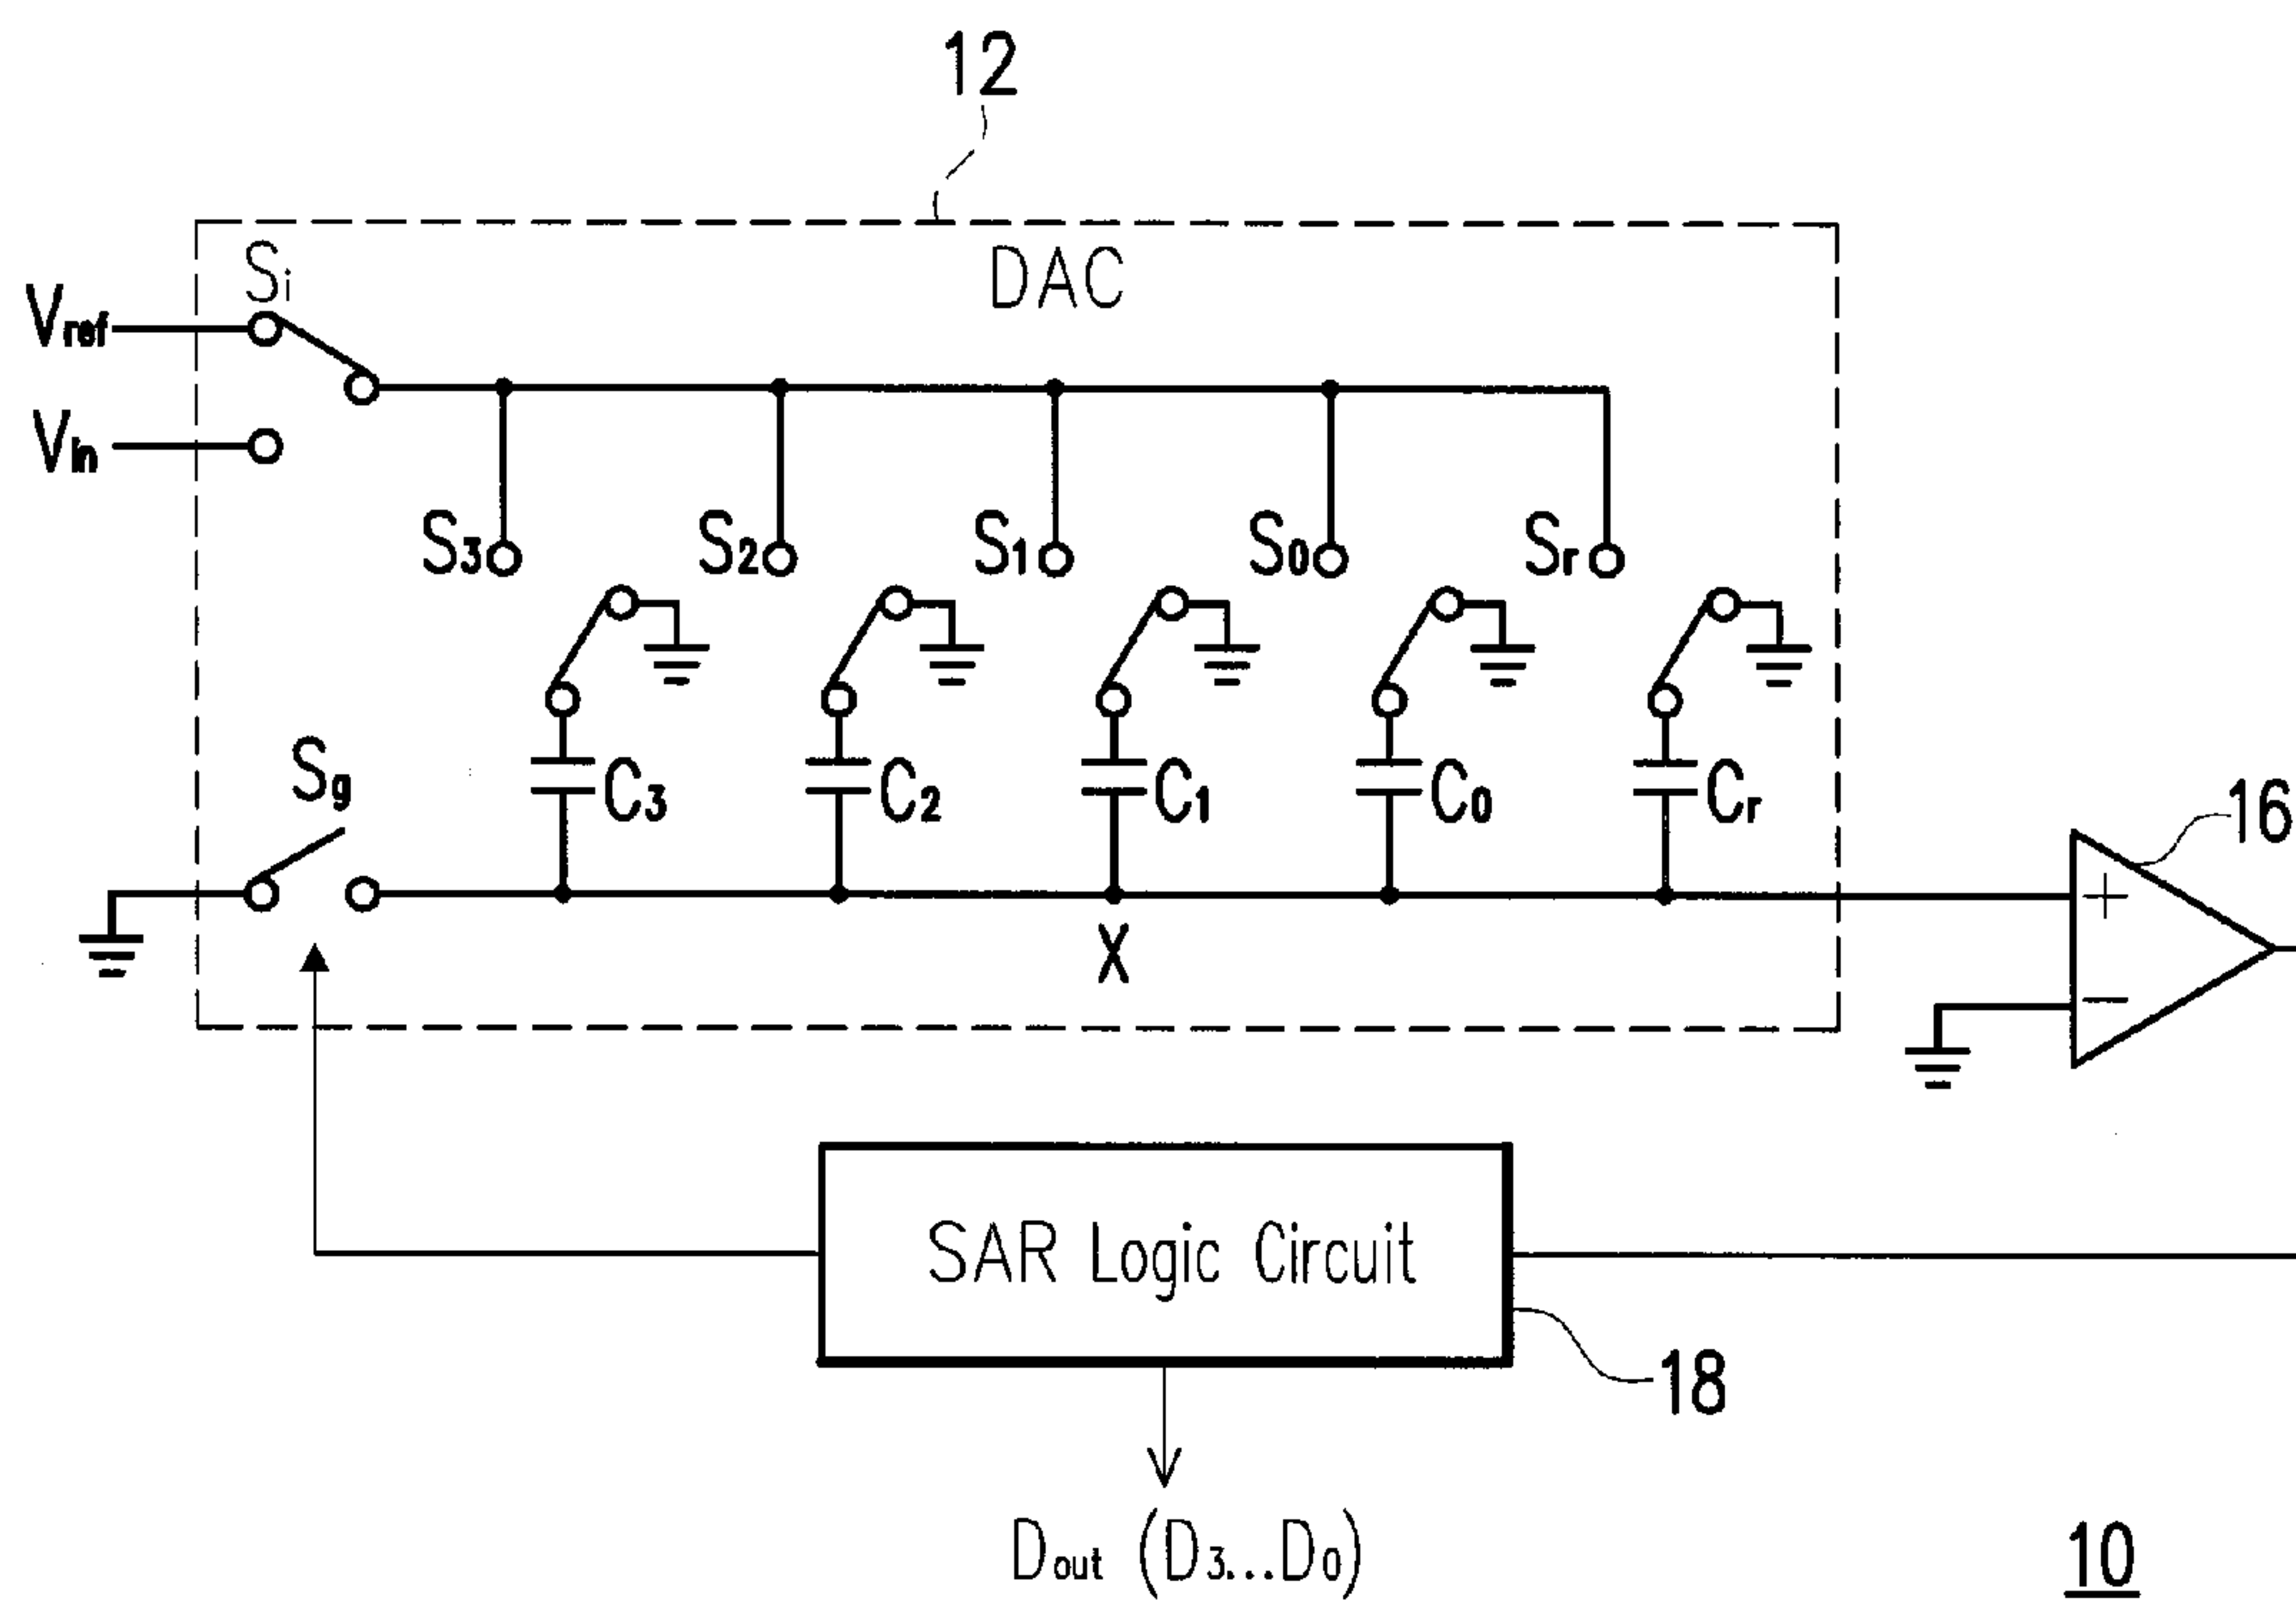 12
DAC
Si
Vref
Vin
S3 S2 S1 S0 Sr
Sg
C3 C2 C1 C0 Cr
16
+
X
−
SAR Logic Circuit
18
Dout (D3...D0)
10